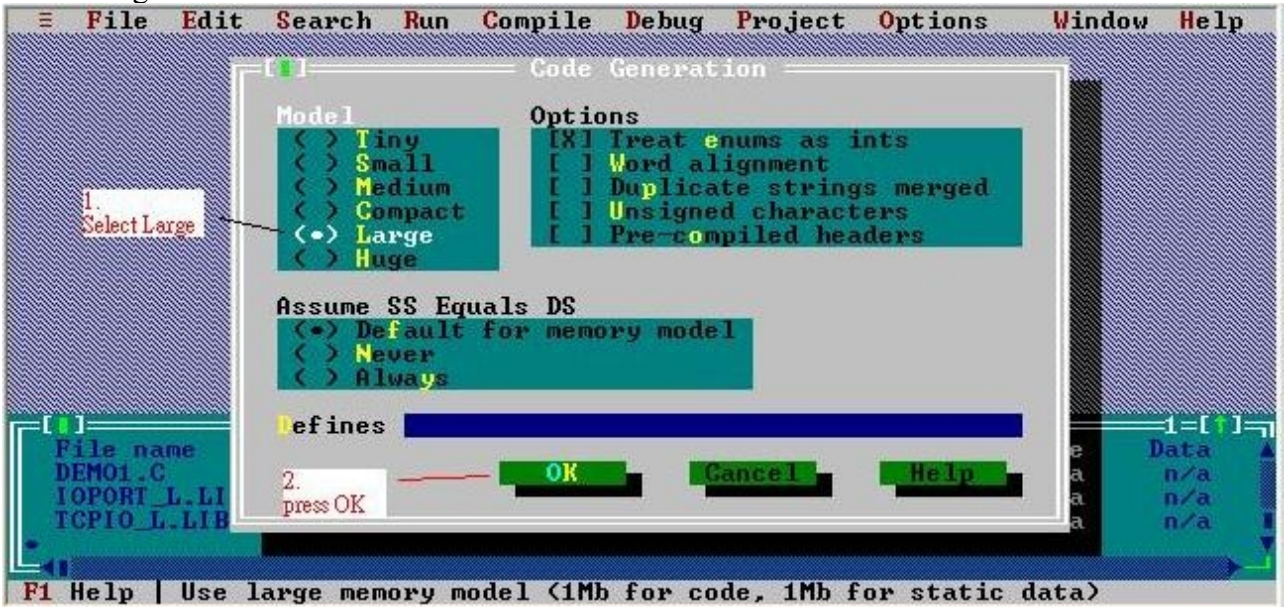 ≡ File Edit Search Run Compile Debug Project Options Window Help
[▮] Code Generation
Model
( ) Tiny
( ) Small
( ) Medium
( ) Compact
(•) Large
( ) Huge
Options
[X] Treat enums as ints
[ ] Word alignment
[ ] Duplicate strings merged
[ ] Unsigned characters
[ ] Pre-compiled headers
1.
Select Large
Assume SS Equals DS
(•) Default for memory model
( ) Never
( ) Always
Defines
OK Cancel Help
2.
press OK
[▮] 1=[↑]
File name e Data
DEMO1.C a n/a
IOPORT_L.LI a n/a
TCPIO_L.LIB a n/a
F1 Help | Use large memory model (1Mb for code, 1Mb for static data)